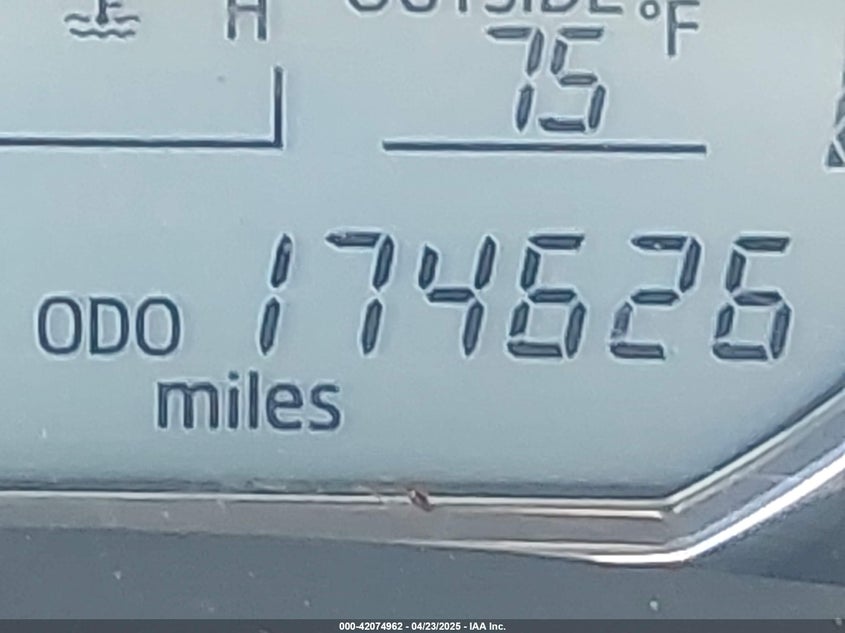 H OUTSIDE °F
75
ODO 174626
miles
000-42074962 - 04/23/2025 - IAA Inc.